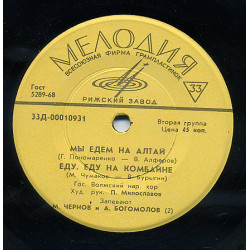 МЕЛОДИЯ
ВСЕСОЮЗНАЯ ФИРМА ГРАМПЛАСТИНОК
Гост
5289-68
33
РИЖСКИЙ ЗАВОД
33Д-00010931
Вторая группа
Цена 45 коп.
МЫ ЕДЕМ НА АЛТАЙ
(Г. Пономаренко — В. Алферов)
ЕДУ, ЕДУ НА КОМБАЙНЕ
(М. Чумаков — В. Бурыгин)
Гос. Волжский нар. хор
Худ. рук. П. Милославов
Запевают
М. ЧЕРНОВ и А. БОГОМОЛОВ (2)